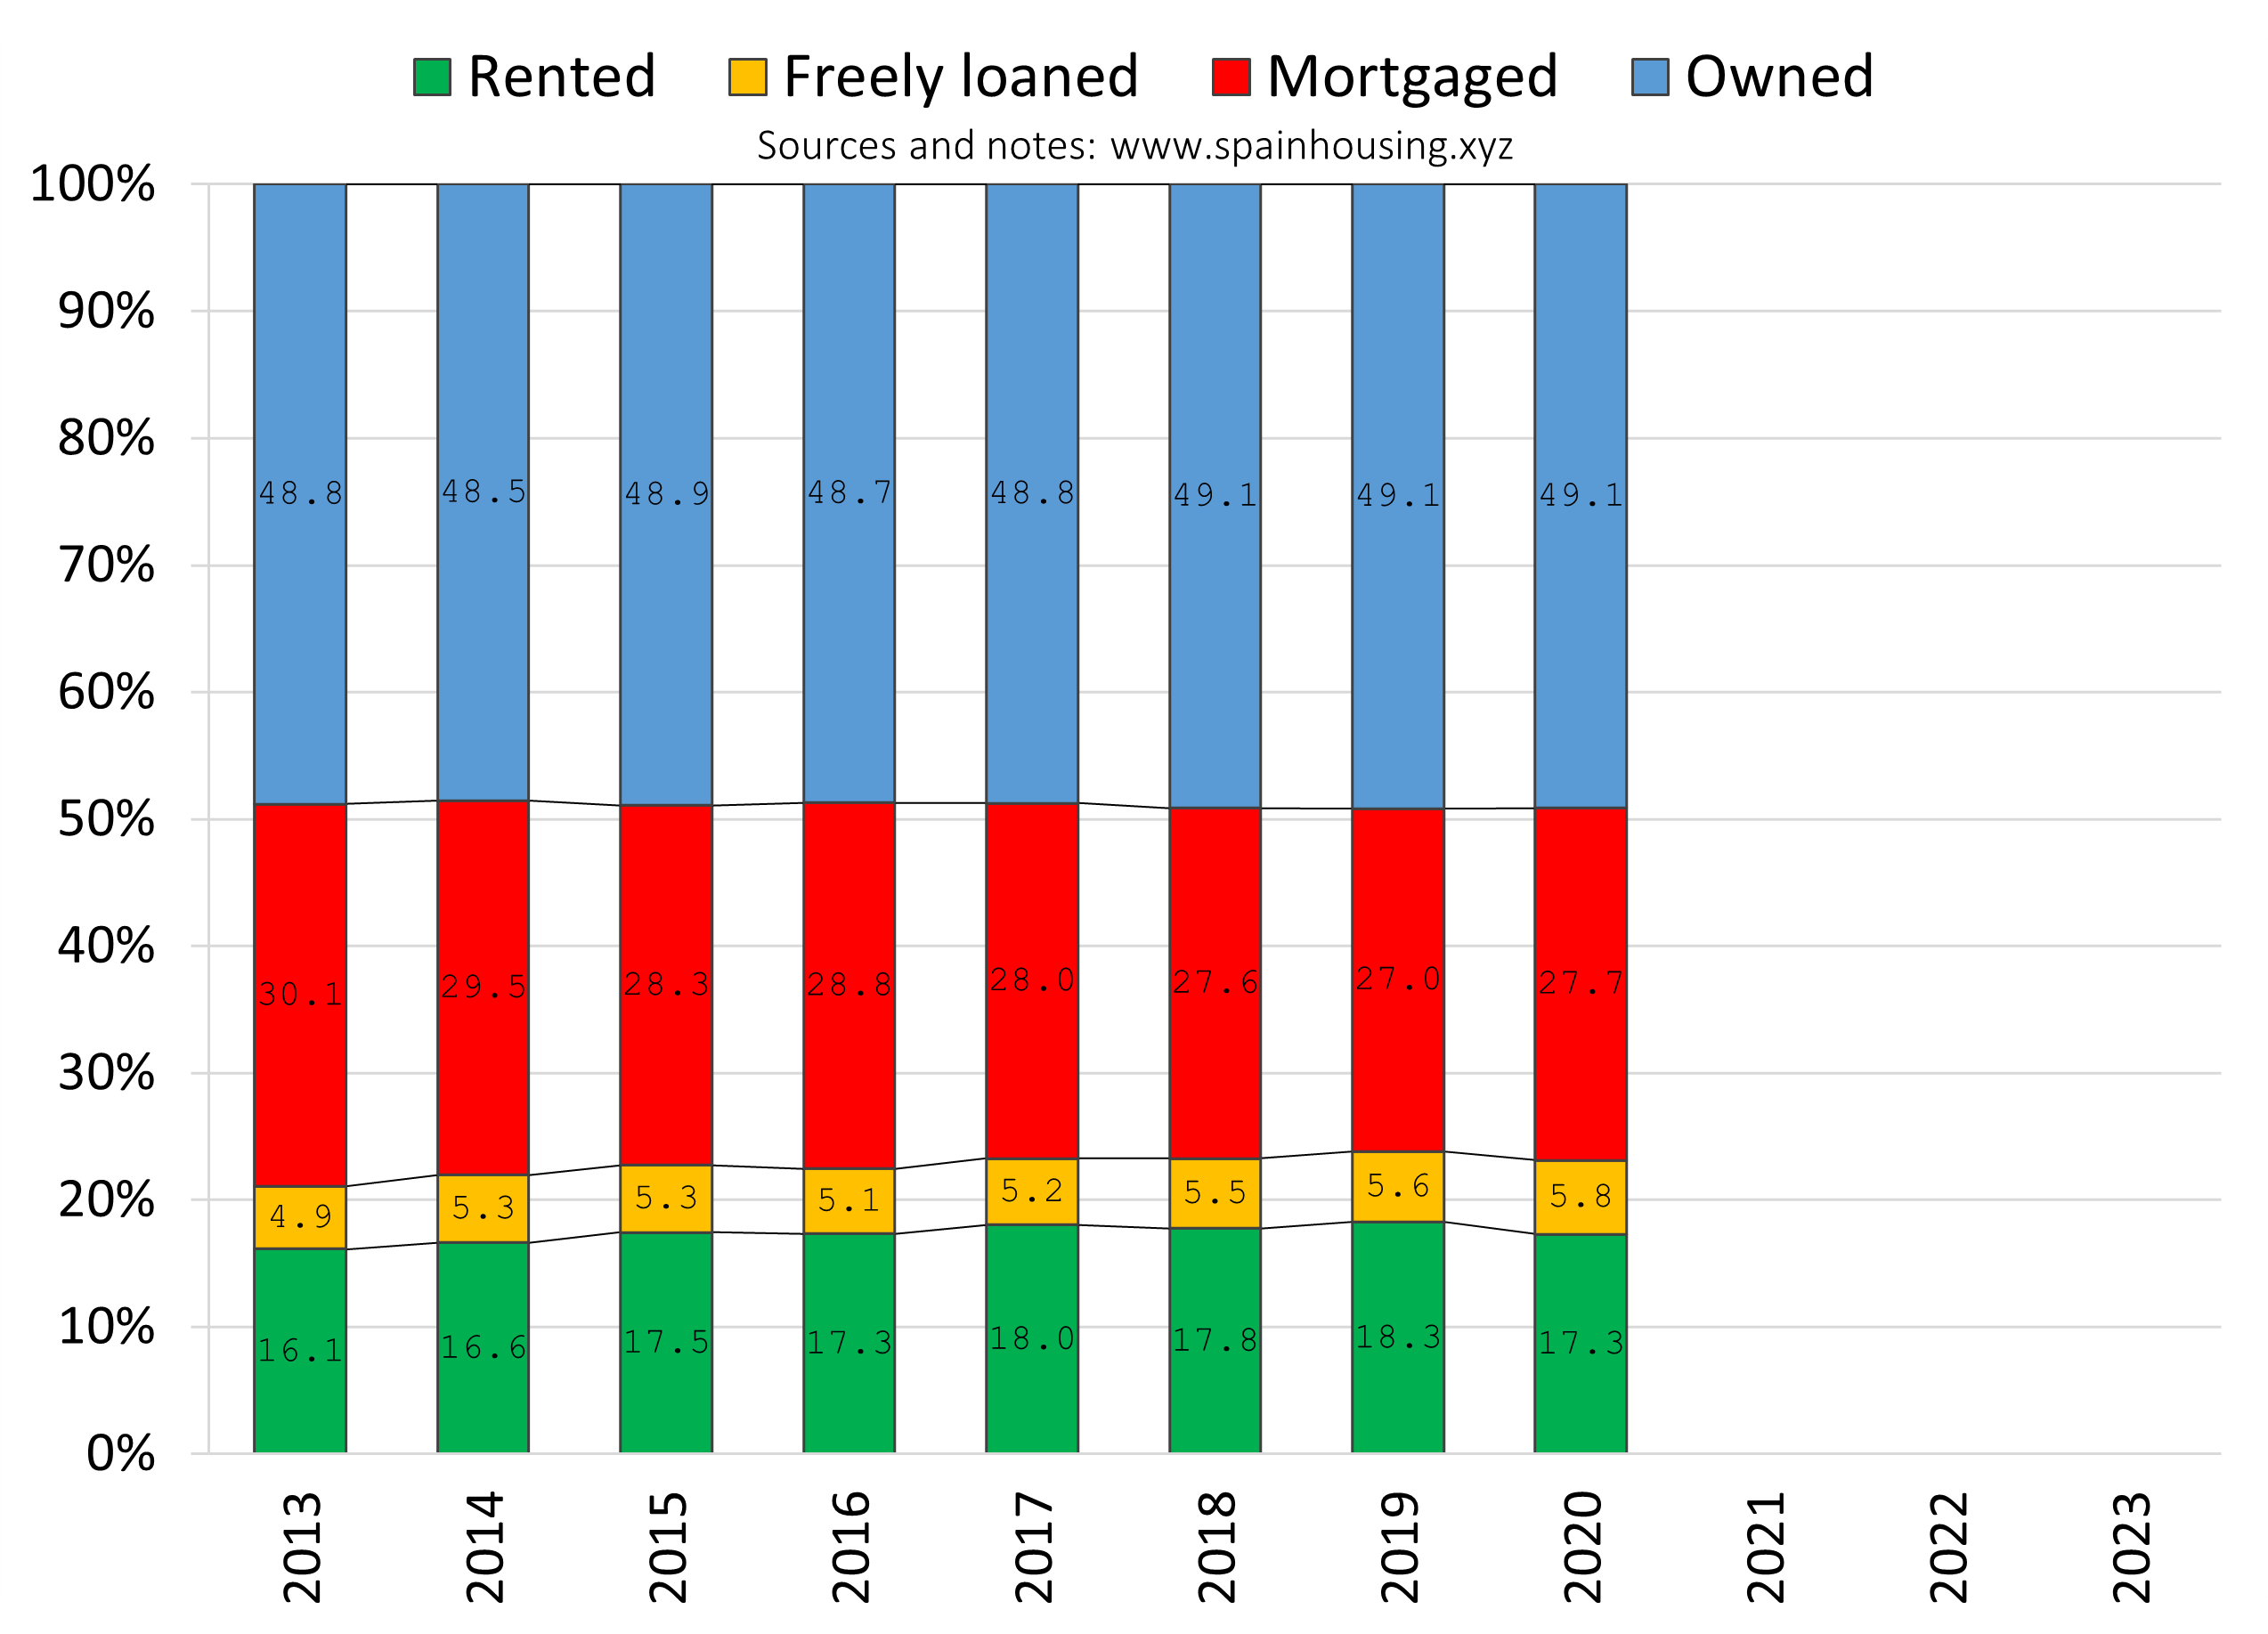 Rented Freely loaned Mortgaged Owned
Sources and notes: www.spainhousing.xyz
100%
90%
80%
48.8 48.5 48.9 48.7 48.8 49.1 49.1 49.1
70%
60%
50%
40%
30.1 29.5 28.3 28.8 28.0 27.6 27.0 27.7
30%
20%
4.9 5.3 5.3 5.1 5.2 5.5 5.6 5.8
10%
16.1 16.6 17.5 17.3 18.0 17.8 18.3 17.3
0%
2013 2014 2015 2016 2017 2018 2019 2020 2021 2022 2023